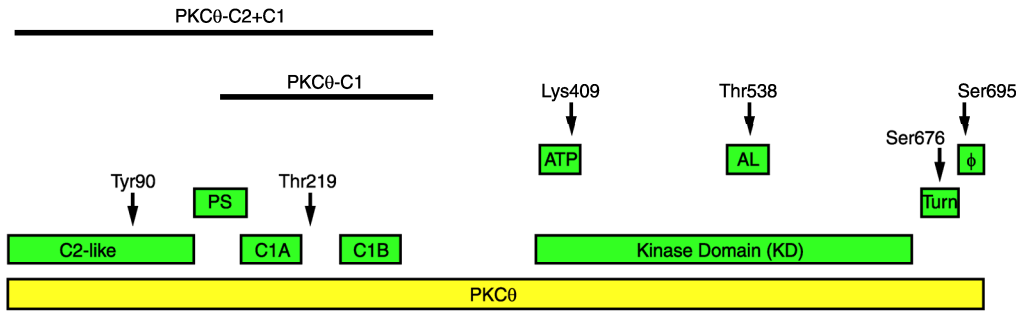 PKCθ-C2+C1
PKCθ-C1
Lys409
Thr538
Ser695
Ser676
ATP
AL
ϕ
Tyr90
PS
Thr219
Turn
C2-like
C1A
C1B
Kinase Domain (KD)
PKCθ